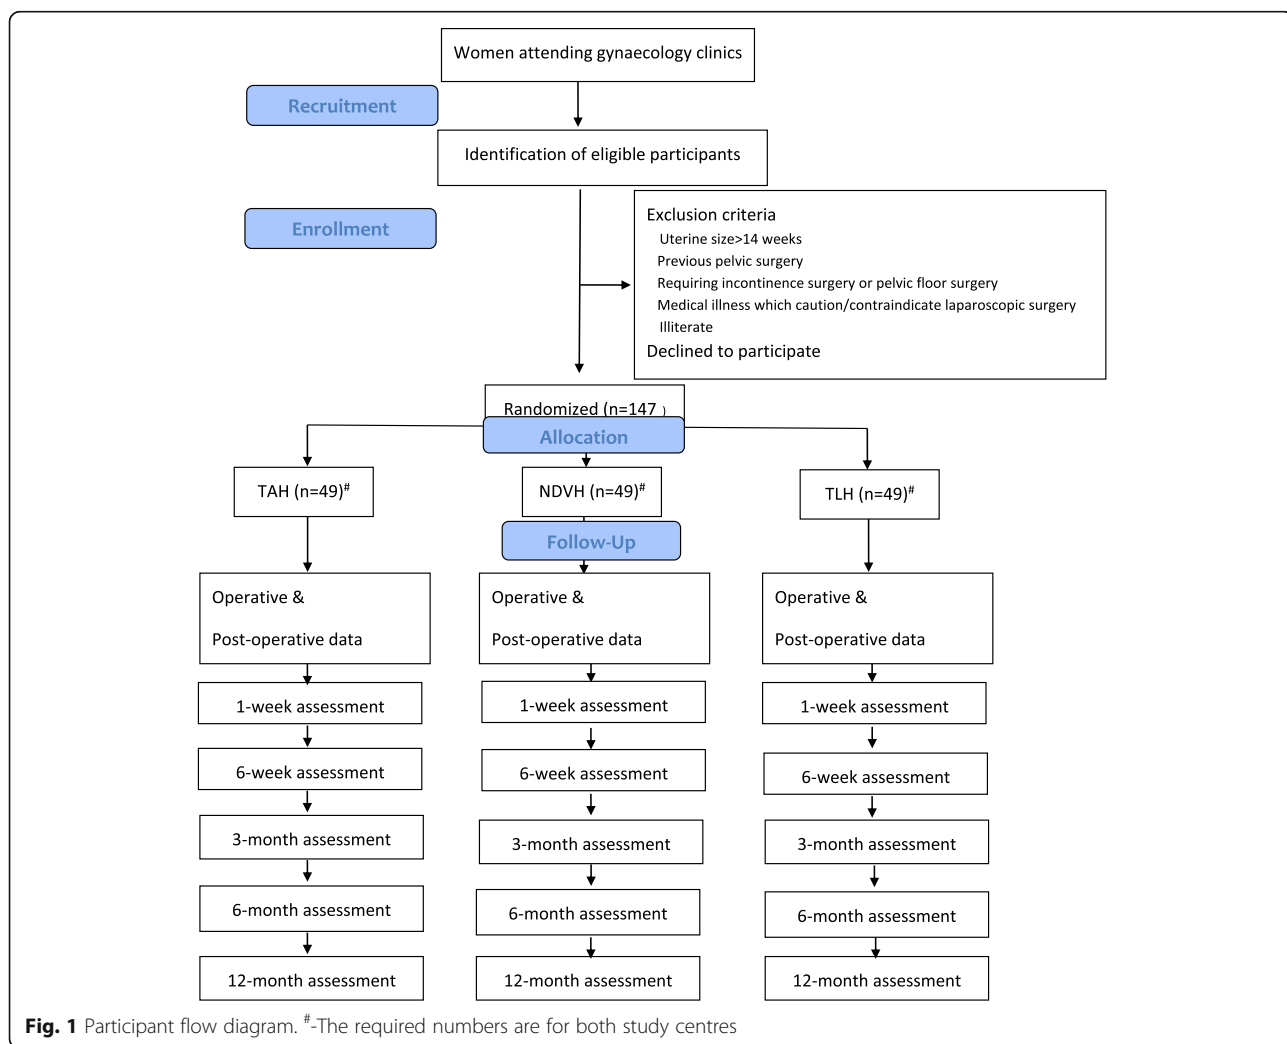 Women attending gynaecology clinics
Recruitment
Identification of eligible participants
Enrollment
Exclusion criteria
Uterine size>14 weeks
Previous pelvic surgery
Requiring incontinence surgery or pelvic floor surgery
Medical illness which caution/contraindicate laparoscopic surgery
Illiterate
Declined to participate
Randomized (n=147 )
Allocation
TAH (n=49)#
NDVH (n=49)#
TLH (n=49)#
Follow-Up
Operative &
Post-operative data
Operative &
Post-operative data
Operative &
Post-operative data
1-week assessment
1-week assessment
1-week assessment
6-week assessment
6-week assessment
6-week assessment
3-month assessment
3-month assessment
3-month assessment
6-month assessment
6-month assessment
6-month assessment
12-month assessment
12-month assessment
12-month assessment
Fig. 1 Participant flow diagram. #-The required numbers are for both study centres